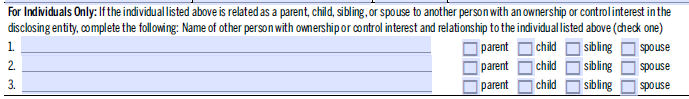 For Individuals Only: If the individual listed above is related as a parent, child, sibling, or spouse to another person with an ownership or control interest in the
disclosing entity, complete the following: Name of other person with ownership or control interest and relationship to the individual listed above (check one)
1. parent child sibling spouse
2. parent child sibling spouse
3. parent child sibling spouse